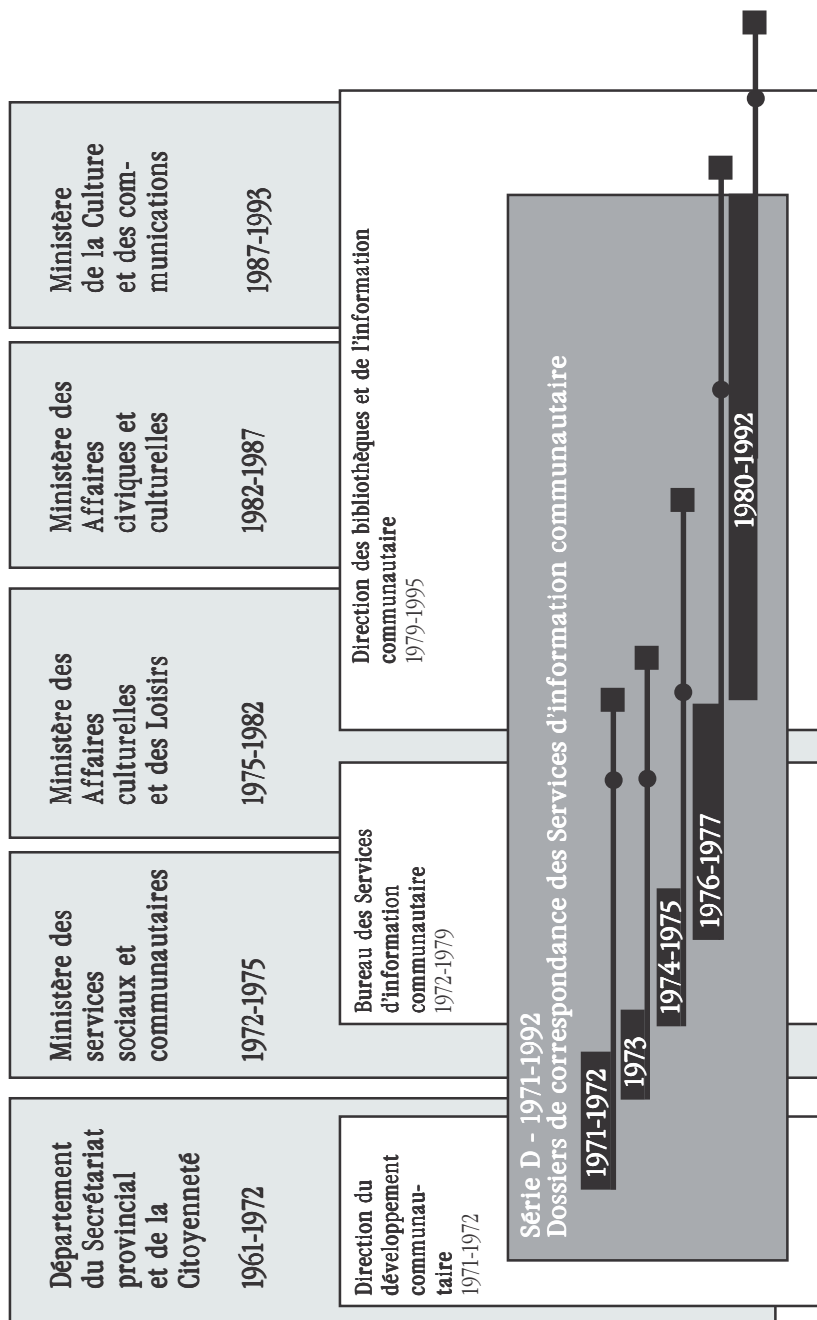 Département
du Secrétariat
provincial
et de la
Citoyenneté
1961-1972
Ministère des
services
sociaux et
communautaires
1972-1975
Ministère des
Affaires
culturelles
et des Loisirs
1975-1982
Ministère des
Affaires
civiques et
culturelles
1982-1987
Ministère
de la Culture
et des com-
munications
1987-1993
Direction du
développement
communau-
taire
1971-1972
Bureau des Services
d'information
communautaire
1972-1979
Direction des bibliothèques et de l'information
communautaire
1979-1995
Série D - 1971-1992
Dossiers de correspondance des Services d'information communautaire
1971-1972
1973
1974-1975
1976-1977
1980-1992